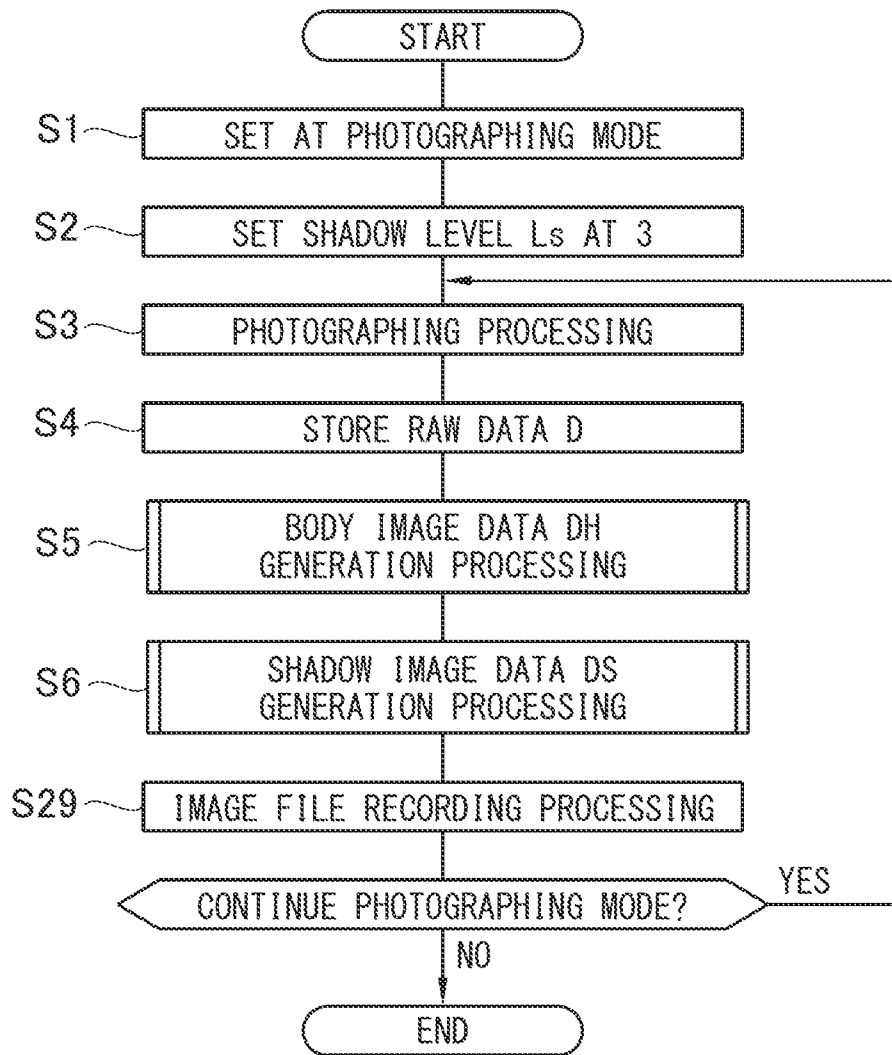 START
S1
SET AT PHOTOGRAPHING MODE
S2
SET SHADOW LEVEL Ls AT 3
S3
PHOTOGRAPHING PROCESSING
S4
STORE RAW DATA D
S5
BODY IMAGE DATA DH
GENERATION PROCESSING
S6
SHADOW IMAGE DATA DS
GENERATION PROCESSING
S29
IMAGE FILE RECORDING PROCESSING
CONTINUE PHOTOGRAPHING MODE?
YES
NO
END